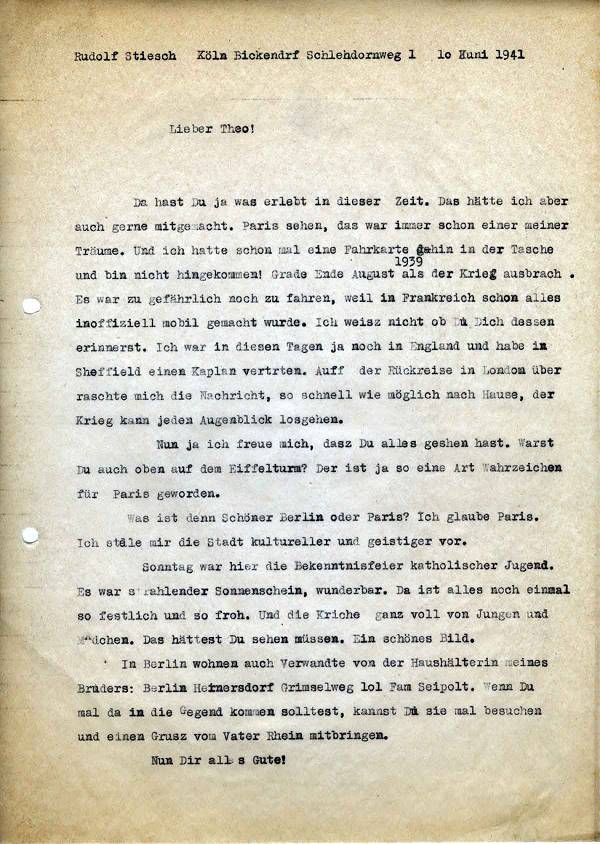 Rudolf Stiesch Köln Bickendrf Schlehdornweg 1 lo Huni 1941
Lieber Theo!
Da hast Du ja was erlebt in dieser Zeit. Das hätte ich aber
auch gerne mitgemacht. Paris sehen, das war immer schon einer meiner
Träume. Und ich hatte schon mal eine Fahrkarte dahin in der Tasche
1939
und bin nicht hingekommen! Grade Ende August als der Krieg ausbrach .
Es war zu gefährlich noch zu fahren, weil in Frankreich schon alles
inoffiziell mobil gemacht wurde. Ich weisz nicht ob Du Dich dessen
erinnerst. Ich war in diesen Tagen ja noch in England und habe in
Sheffield einen Kaplan vertrten. Auff der Rückreise in London über
raschte mich die Nachricht, so schnell wie möglich nach Hause, der
Krieg kann jeden Augenblick losgehen.
Nun ja ich freue mich, dasz Du alles geshen hast. Warst
Du auch oben auf dem Eiffelturm? Der ist ja so eine Art Wahrzeichen
für Paris geworden.
Was ist denn Schöner Berlin oder Paris? Ich glaube Paris.
Ich stele mir die Stadt kultureller und geistiger vor.
Sonntag war hier die Bekenntnisfeier katholischer Jugend.
Es war strahlender Sonnenschein, wunderbar. Da ist alles noch einmal
so festlich und so froh. Und die Kriche ganz voll von Jungen und
Mädchen. Das hättest Du sehen müssen. Ein schönes Bild.
In Berlin wohnen auch Verwandte von der Haushälterin meines
Bruders: Berlin Heinersdorf Grimselweg lol Fam Seipolt. Wenn Du
mal da in die Gegend kommen solltest, kannst Du sie mal besuchen
und einen Grusz vom Vater Rhein mitbringen.
Nun Dir alles Gute!